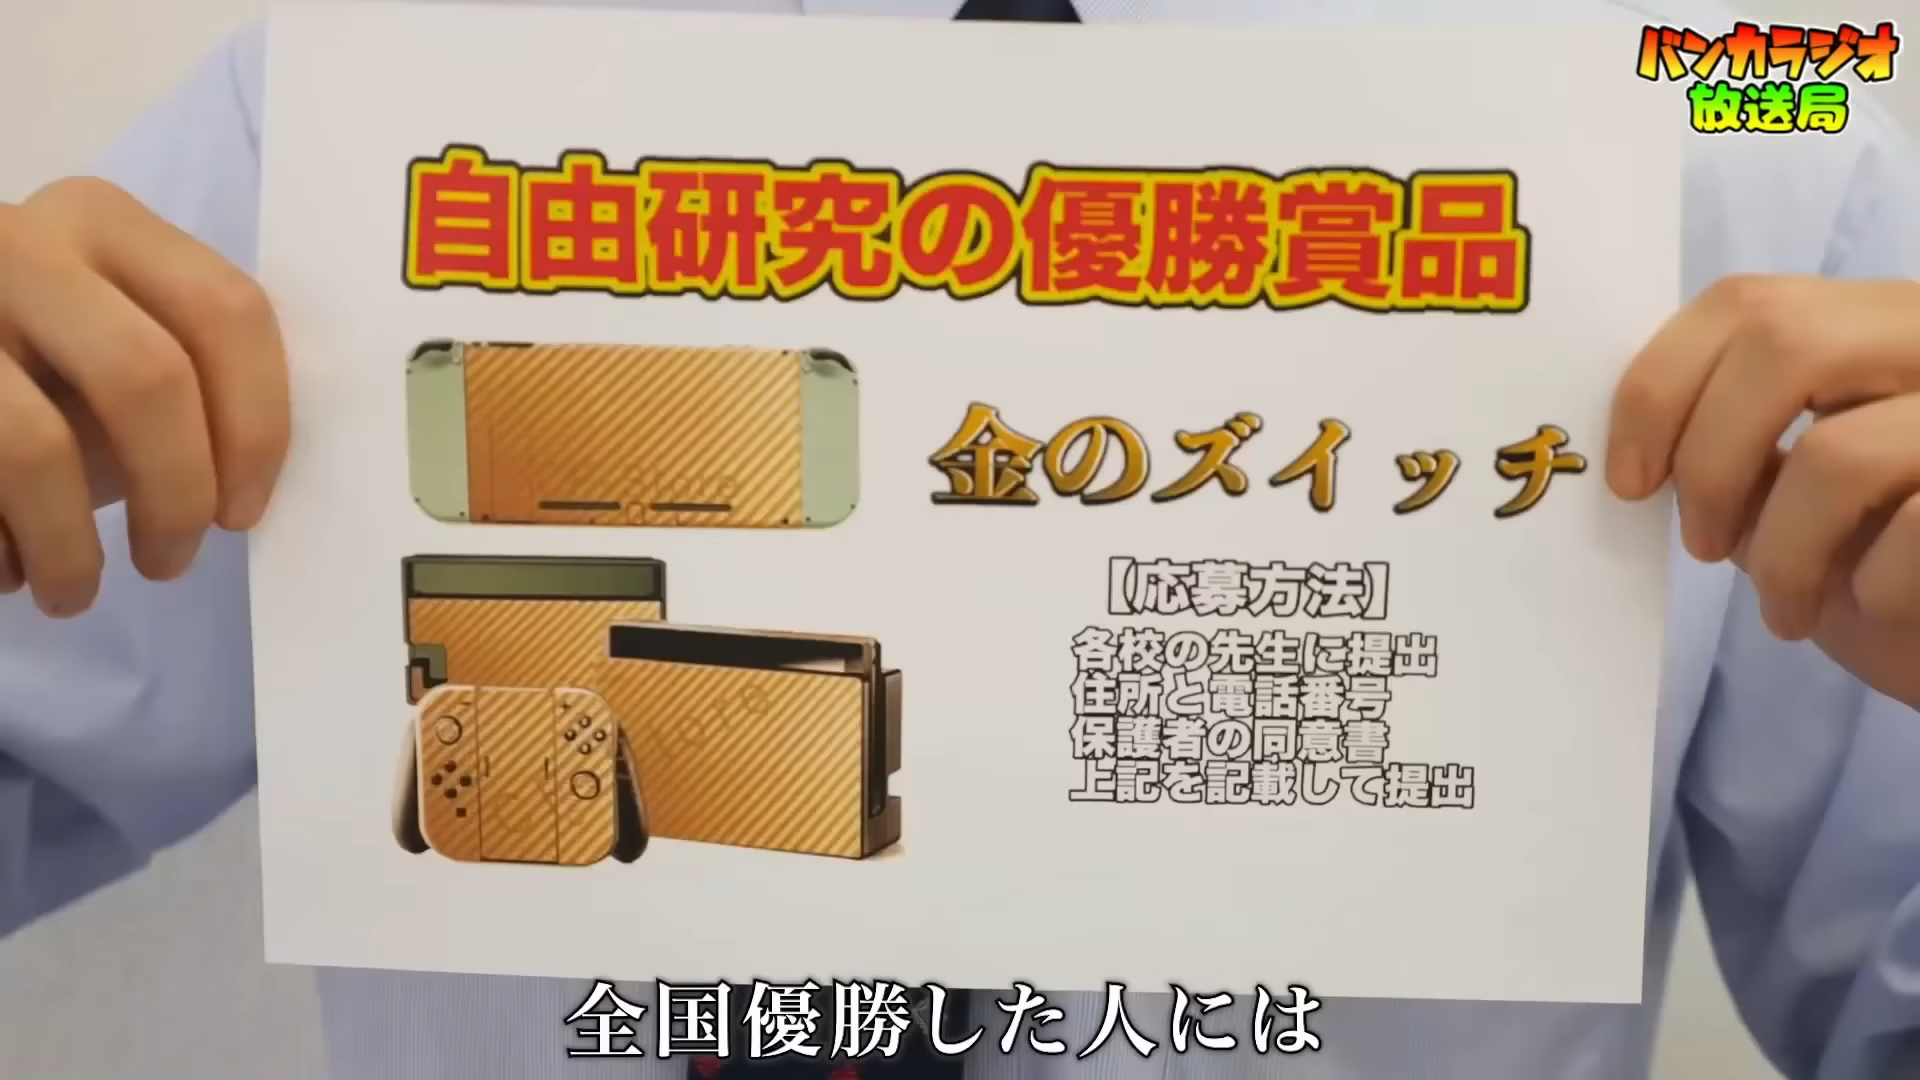 バンカラジオ
放送局
自由研究の優勝賞品
金のズイッチ
【応募方法】
各校の先生に提出
住所と電話番号
保護者の同意書
上記を記載して提出
全国優勝した人には